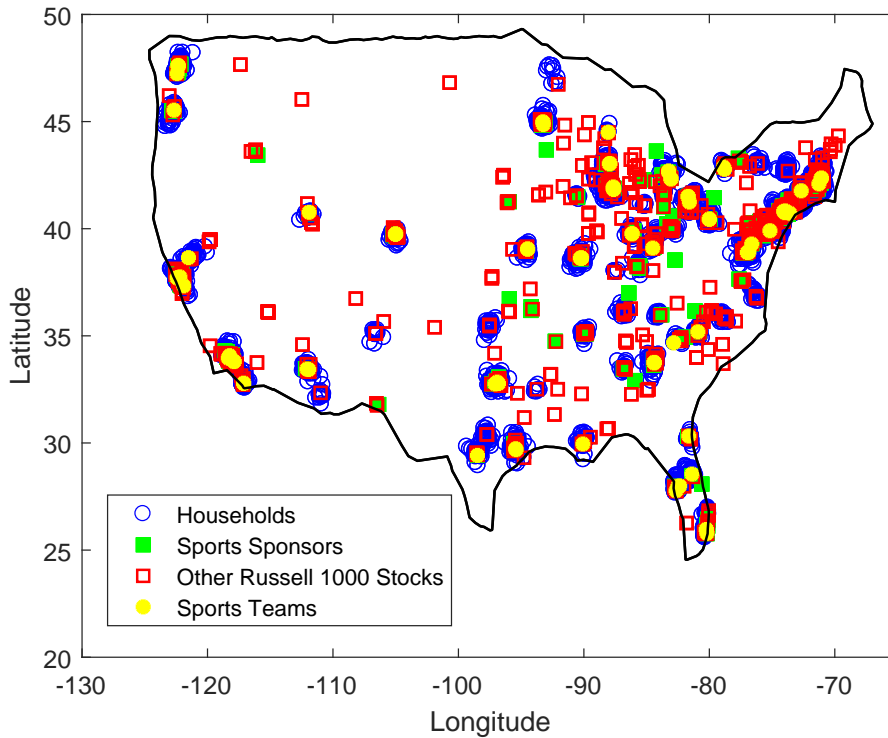 50
45
40
35
30
25
20
Latitude
Households
Sports Sponsors
Other Russell 1000 Stocks
Sports Teams
-130
-120
-110
-100
-90
-80
-70
Longitude